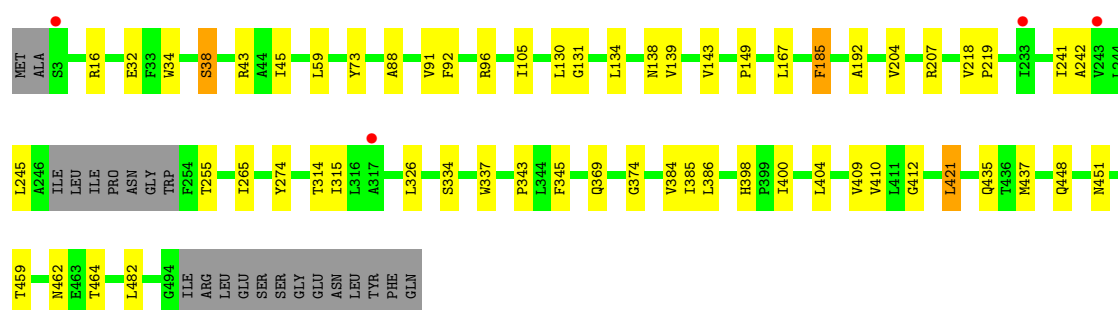 MET ALA S3 R16 E32 F33 W34 S38 R43 A44 I45 L59 Y73 A88 V91 F92 R96 I105 L130 G131 L134 N138 V139 V143 P149 L167 F185 A192 V204 R207 V218 P219 I233 I241 A242 V243 L244
L245 A246 ILE LEU ILE PRO ASN GLY TRP F254 T255 I265 Y274 T314 I315 L316 A317 L326 S334 W337 P343 L344 F345 Q369 G374 V384 I385 L386 H398 P399 I400 L404 V409 V410 L411 G412 L421 Q435 T436 M437 Q448 N451
T459 N462 E463 T464 L482 G494 ILE ARG LEU GLU SER SER GLY GLU ASN LEU TYR PHE GLN